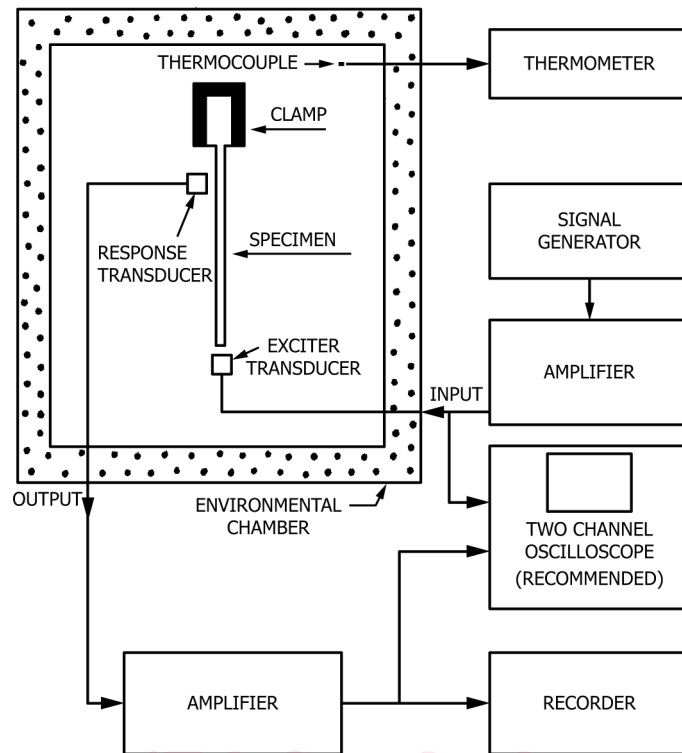 THERMOCOUPLE
THERMOMETER
CLAMP
RESPONSE
TRANSDUCER
SPECIMEN
SIGNAL
GENERATOR
EXCITER
TRANSDUCER
AMPLIFIER
INPUT
OUTPUT
ENVIRONMENTAL
CHAMBER
TWO CHANNEL
OSCILLOSCOPE
(RECOMMENDED)
AMPLIFIER
RECORDER